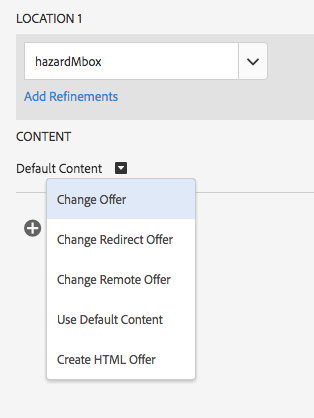 LOCATION 1
hazardMbox
Add Refinements
CONTENT
Default Content
Change Offer
Change Redirect Offer
Change Remote Offer
Use Default Content
Create HTML Offer